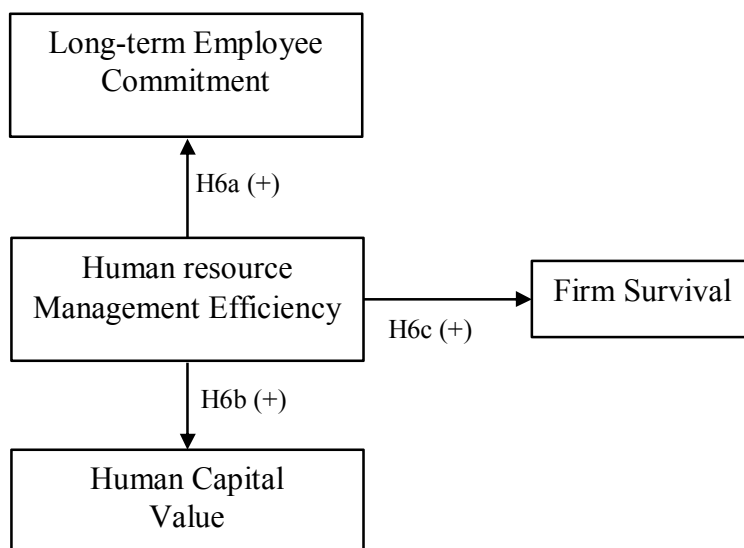 Long-term Employee
Commitment
H6a (+)
Human resource
Management Efficiency
H6c (+)
Firm Survival
H6b (+)
Human Capital
Value